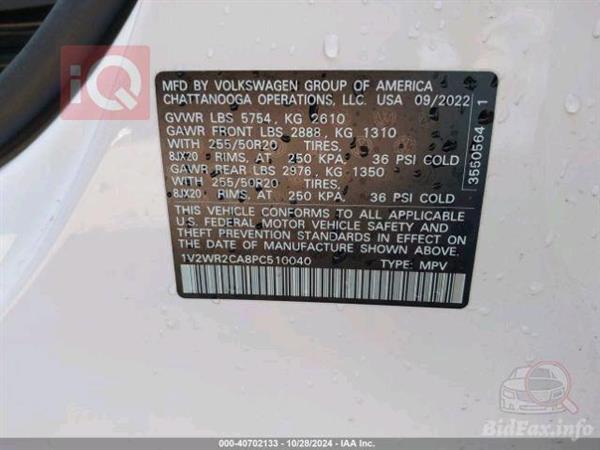 iQ
MFD BY VOLKSWAGEN GROUP OF AMERICA
CHATTANOOGA OPERATIONS, LLC. USA 09/2022
GVWR LBS 5754, KG 2610
GAWR FRONT LBS 2888, KG 1310
WITH 255/50R20 TIRES,
8JX20 RIMS, AT 250 KPA, 36 PSI COLD
GAWR REAR LBS 2976, KG 1350
WITH 255/50R20 TIRES,
8JX20 RIMS, AT 250 KPA, 36 PSI COLD
THIS VEHICLE CONFORMS TO ALL APPLICABLE
U.S. FEDERAL MOTOR VEHICLE SAFETY AND
THEFT PREVENTION STANDARDS IN EFFECT ON
THE DATE OF MANUFACTURE SHOWN ABOVE.
1V2WR2CA8PC510040 TYPE: MPV
3550564 1
BidFax.info
000-40702133 - 10/28/2024 - IAA Inc.